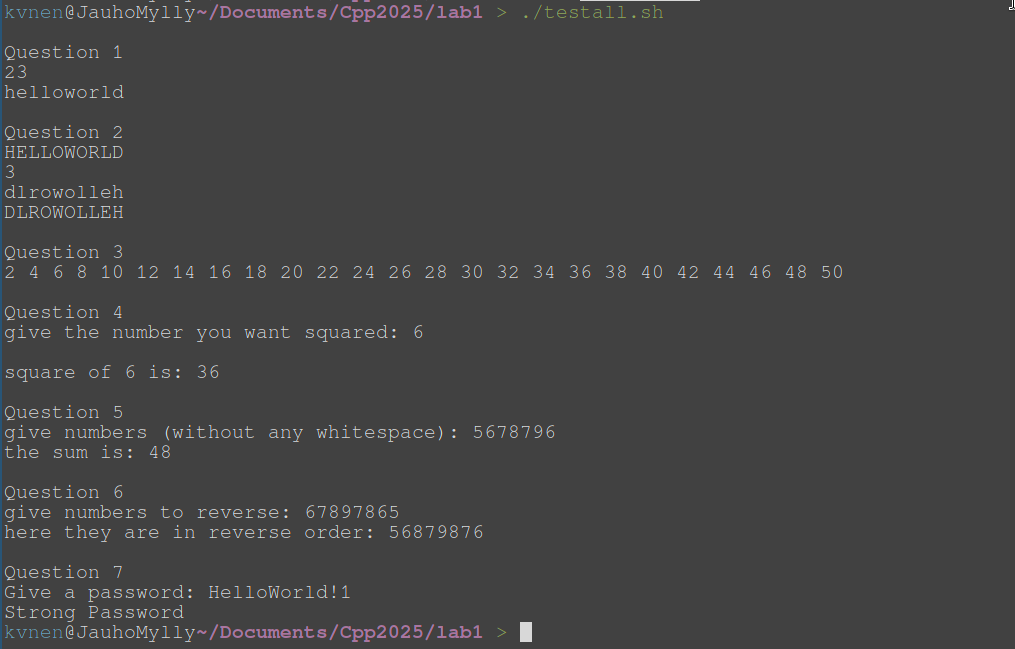 kvnen@JauhoMylly~/Documents/Cpp2025/lab1 > ./testall.sh
Question 1
23
helloworld
Question 2
HELLOWORLD
3
dlrowolleh
DLROWOLLEH
Question 3
2 4 6 8 10 12 14 16 18 20 22 24 26 28 30 32 34 36 38 40 42 44 46 48 50
Question 4
give the number you want squared: 6
square of 6 is: 36
Question 5
give numbers (without any whitespace): 5678796
the sum is: 48
Question 6
give numbers to reverse: 67897865
here they are in reverse order: 56879876
Question 7
Give a password: HelloWorld!1
Strong Password
kvnen@JauhoMylly~/Documents/Cpp2025/lab1 >